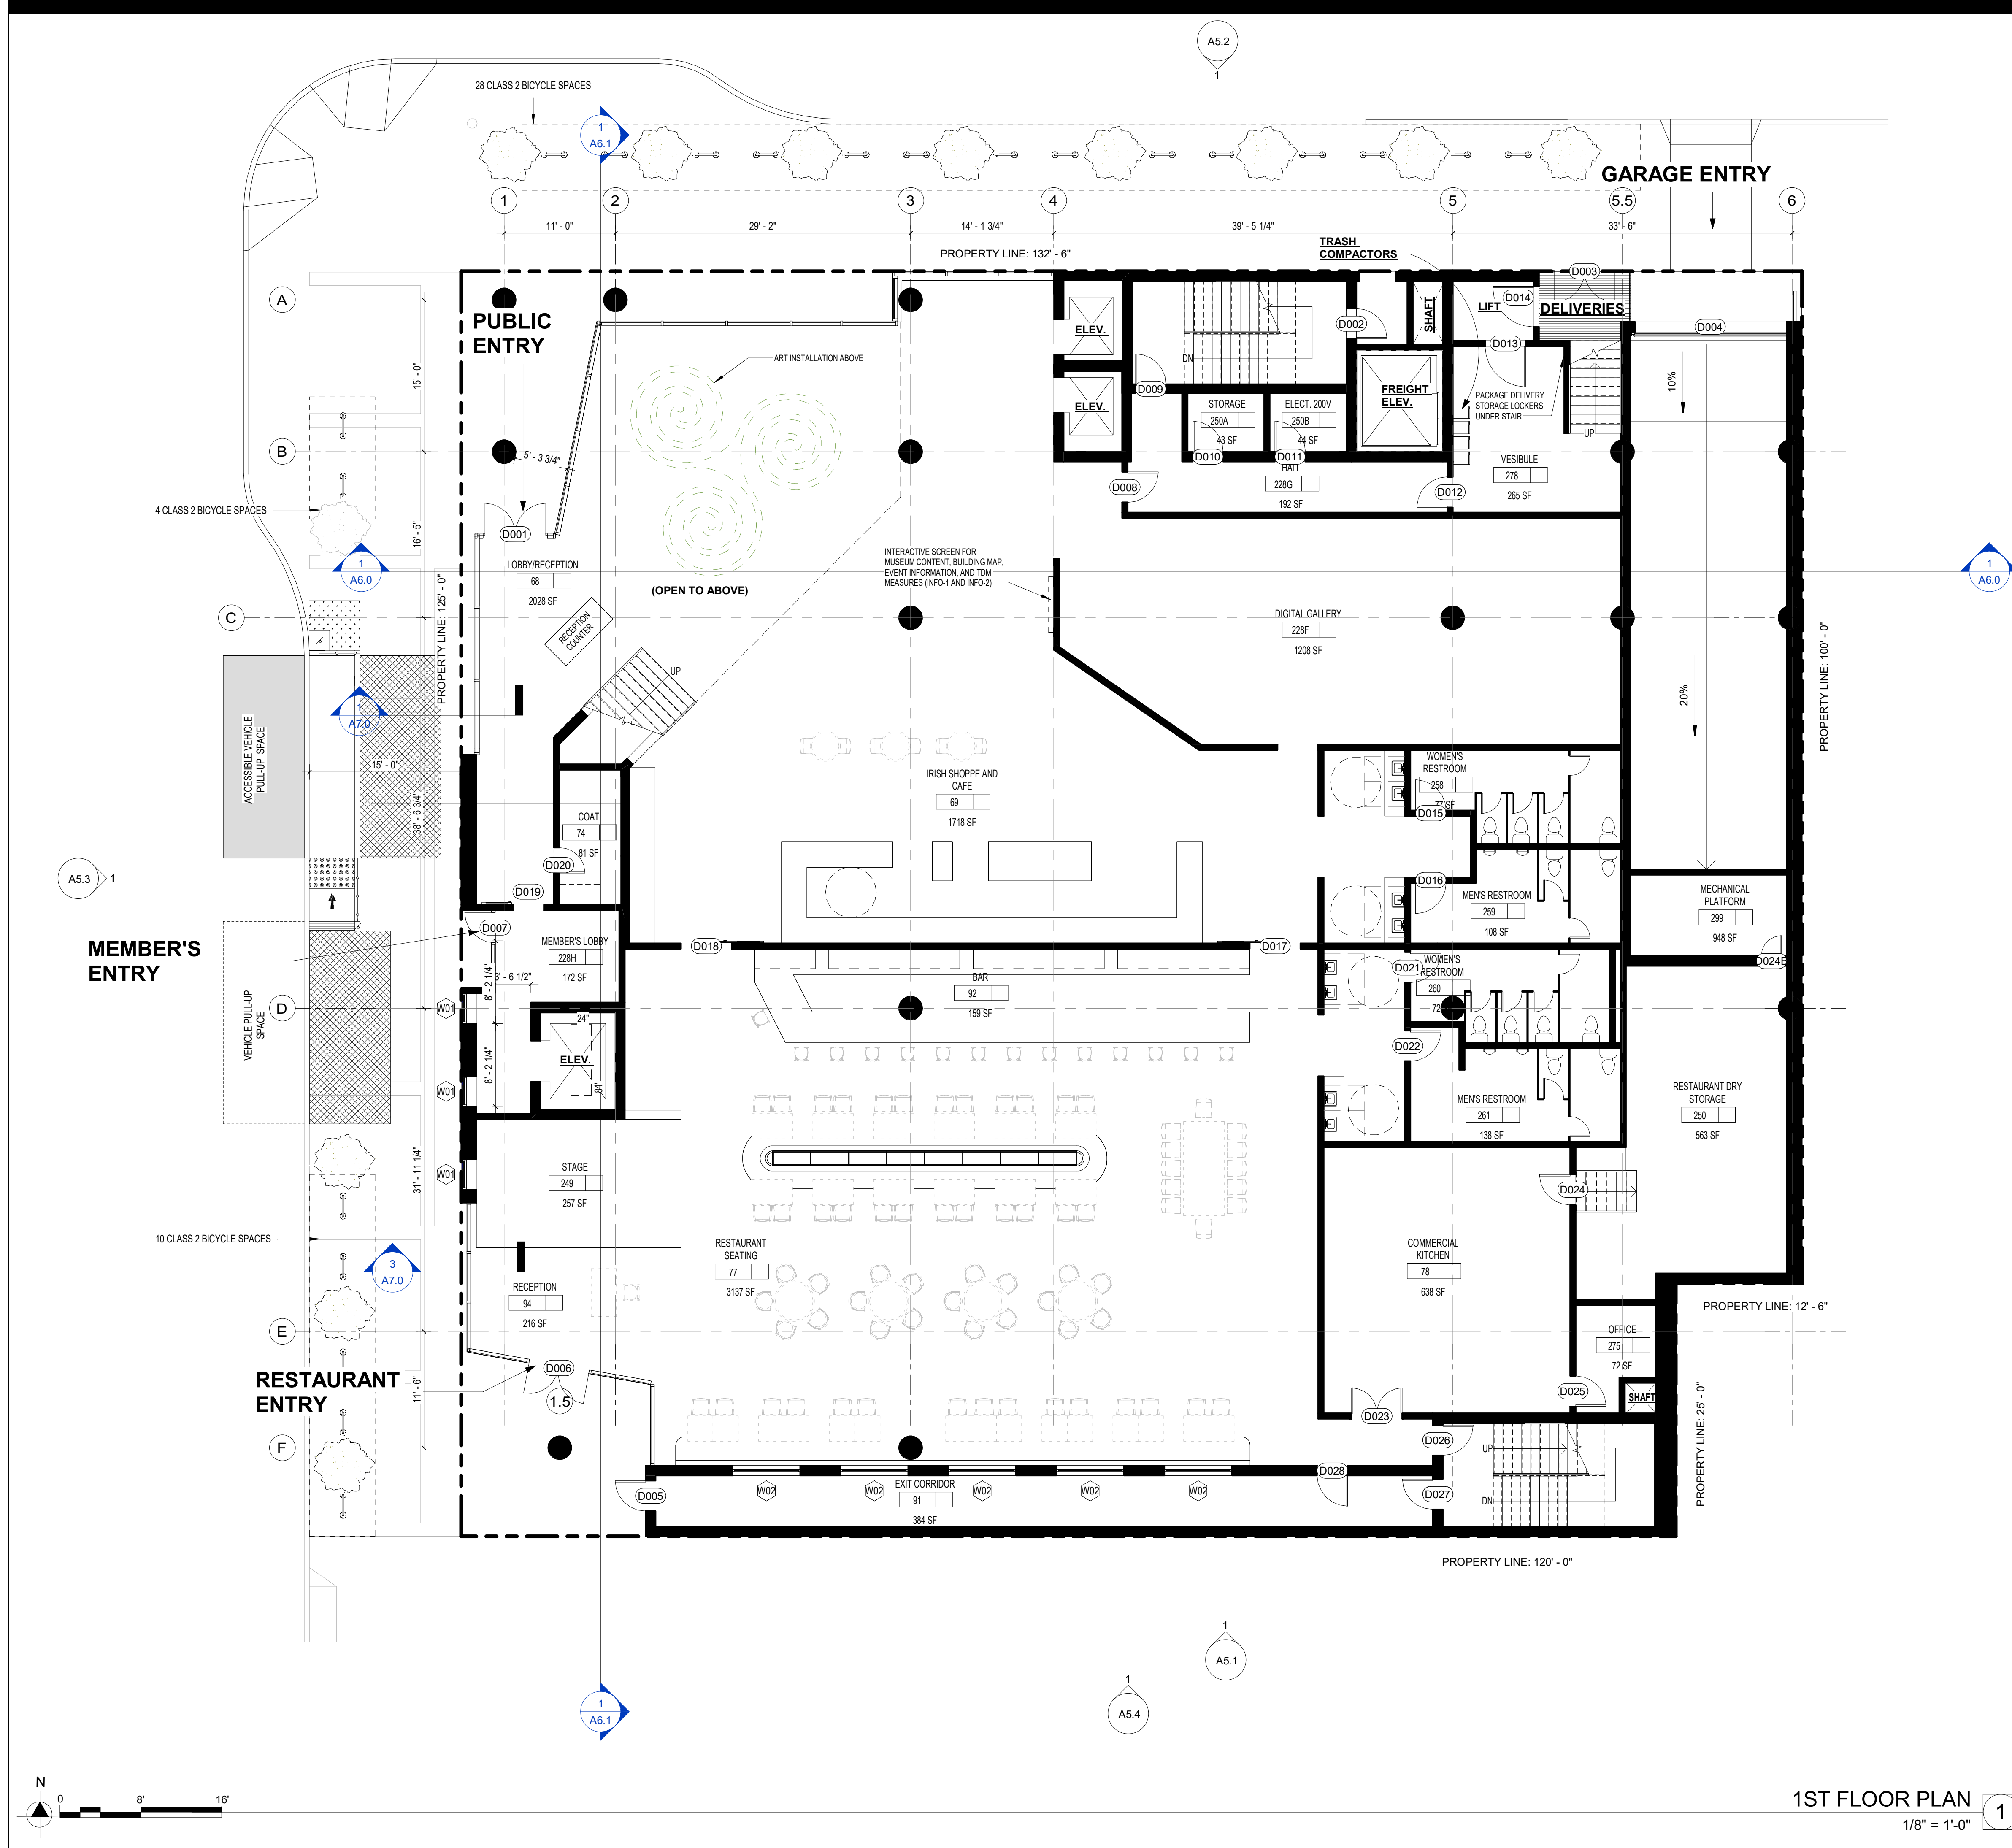 A5.2
1
28 CLASS 2 BICYCLE SPACES
1
A6.1
GARAGE ENTRY
1
2
3
4
5
5.5
6
11' - 0"
29' - 2"
14' - 1 3/4"
39' - 5 1/4"
33' - 6"
PROPERTY LINE: 132' - 6"
TRASH
COMPACTORS
A
PUBLIC
ENTRY
ELEV.
DN
D002
SHAFT
LIFT
D014
D003
DELIVERIES
D004
D013
ART INSTALLATION ABOVE
15' - 0"
10%
ELEV.
D009
STORAGE
250A
43 SF
ELECT. 200V
250B
44 SF
FREIGHT
ELEV.
PACKAGE DELIVERY
STORAGE LOCKERS
UNDER STAIR
UP
B
5' - 3 3/4"
D010
D011
HALL
228G
192 SF
D008
D012
VESIBULE
278
265 SF
4 CLASS 2 BICYCLE SPACES
16' - 5"
D001
1
A6.0
LOBBY/RECEPTION
68
2028 SF
(OPEN TO ABOVE)
INTERACTIVE SCREEN FOR
MUSEUM CONTENT, BUILDING MAP,
EVENT INFORMATION, AND TDM
MEASURES (INFO-1 AND INFO-2)
1
A6.0
C
PROPERTY LINE: 125' - 0"
RECEPTION
COUNTER
DIGITAL GALLERY
228F
1208 SF
PROPERTY LINE: 100' - 0"
UP
20%
1
A7.0
ACCESSIBLE VEHICLE
PULL-UP SPACE
15' - 0"
38' - 6 3/4"
IRISH SHOPPE AND
CAFE
69
1718 SF
WOMEN'S
RESTROOM
258
77 SF
D015
COAT
74
81 SF
D020
D019
A5.3
1
D016
MEN'S RESTROOM
259
108 SF
MECHANICAL
PLATFORM
299
948 SF
MEMBER'S
ENTRY
D007
MEMBER'S LOBBY
228H
172 SF
D018
D017
D021
WOMEN'S
RESTROOM
260
D024B
8' - 2 1/4"
3' - 6 1/2"
BAR
92
159 SF
VEHICLE PULL-UP
SPACE
D
W01
24"
ELEV.
84"
8' - 2 1/4"
W01
D022
MEN'S RESTROOM
261
138 SF
RESTAURANT DRY
STORAGE
250
563 SF
31' - 11 1/4"
W01
STAGE
249
257 SF
D024
10 CLASS 2 BICYCLE SPACES
3
A7.0
RESTAURANT
SEATING
77
3137 SF
COMMERCIAL
KITCHEN
78
638 SF
RECEPTION
94
216 SF
PROPERTY LINE: 12' - 6"
E
OFFICE
275
72 SF
RESTAURANT
ENTRY
11' - 6"
D006
1.5
D025
SHAFT
D023
PROPERTY LINE: 25' - 0"
F
D026
UP
D005
W02
W02
W02
W02
W02
EXIT CORRIDOR
91
384 SF
D028
D027
DN
PROPERTY LINE: 120' - 0"
1
A5.1
1
A5.4
1
A6.1
N
0
8'
16'
1ST FLOOR PLAN
1
1/8" = 1'-0"